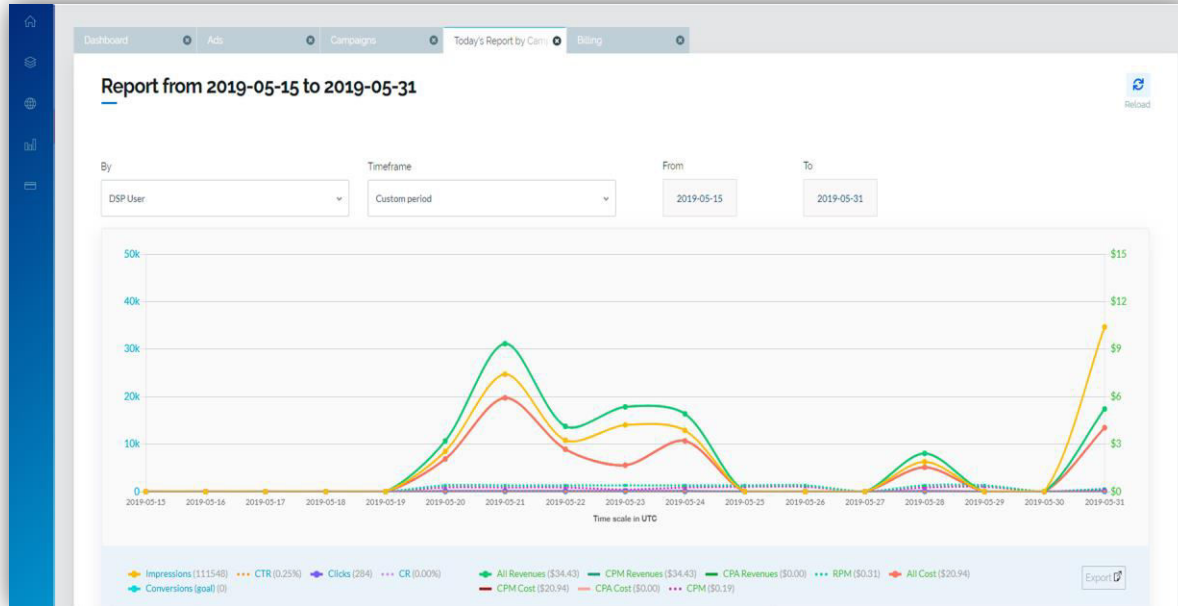 Dashboard Ads Campaigns Today's Report by Cam Billing
Report from 2019-05-15 to 2019-05-31
Reload
By Timeframe From To
DSP User Custom period 2019-05-15 2019-05-31
50k $15
40k $12
30k $9
20k $6
10k $3
0 $0
2019-05-15 2019-05-16 2019-05-17 2019-05-18 2019-05-19 2019-05-20 2019-05-21 2019-05-22 2019-05-23 2019-05-24 2019-05-25 2019-05-26 2019-05-27 2019-05-28 2019-05-29 2019-05-30 2019-05-31
Time scale in UTC
Impressions (111548) CTR (0.25%) Clicks (284) CR (0.00%) All Revenues ($34.43) CPM Revenues ($34.43) CPA Revenues ($0.00) RPM ($0.31) All Cost ($20.94)
Conversions (goal) (0) CPM Cost ($20.94) CPA Cost ($0.00) CPM ($0.19)
Export